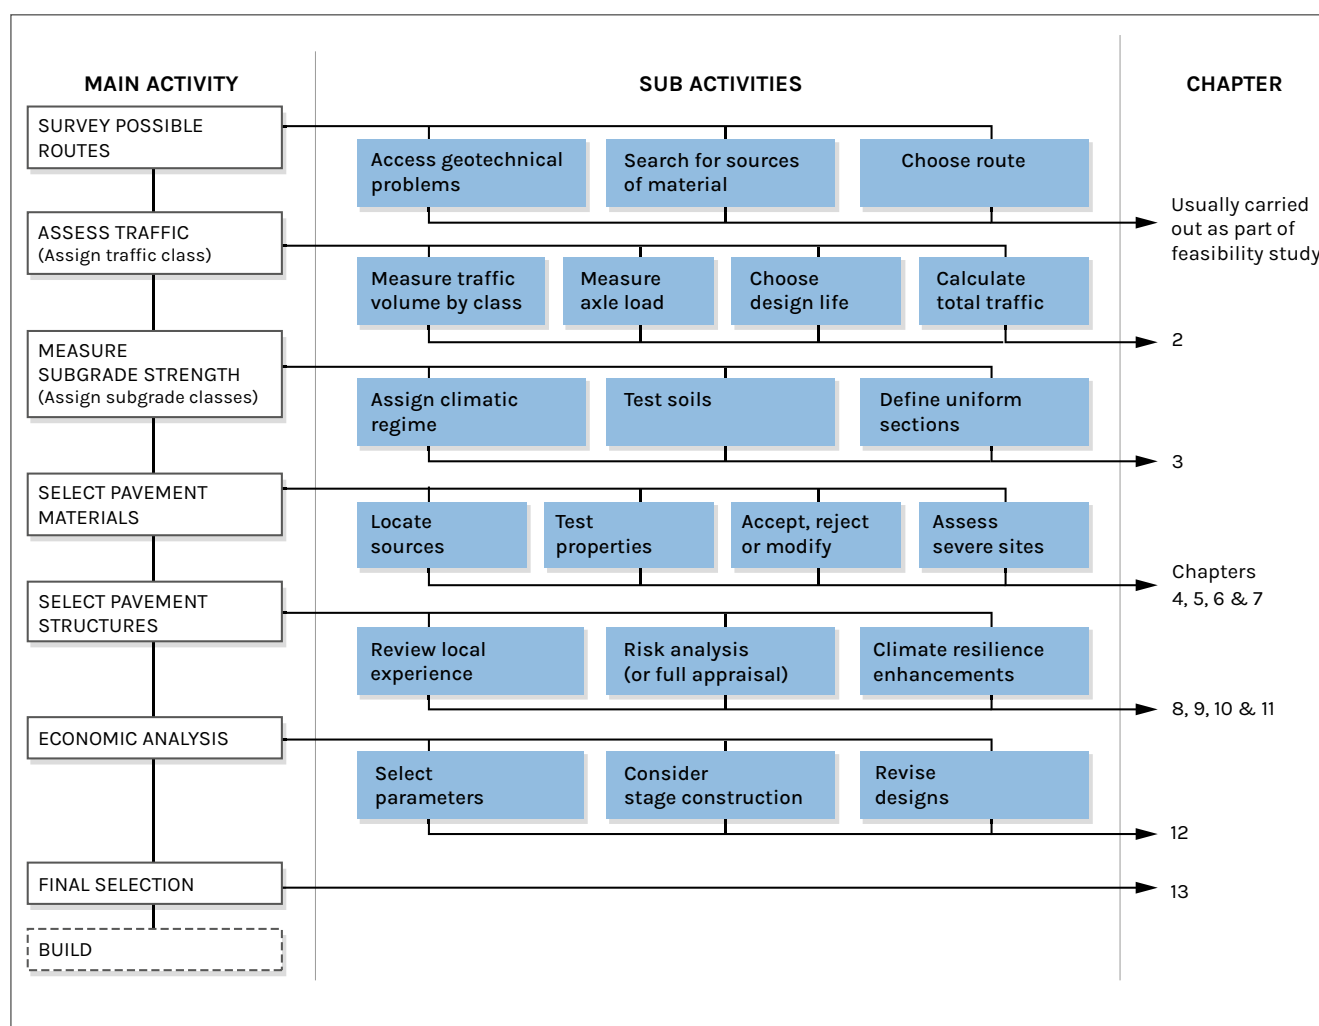 MAIN ACTIVITY
SUB ACTIVITIES
CHAPTER
SURVEY POSSIBLE
ROUTES
Access geotechnical
problems
Search for sources
of material
Choose route
Usually carried
out as part of
feasibility study
ASSESS TRAFFIC
(Assign traffic class)
Measure traffic
volume by class
Measure
axle load
Choose
design life
Calculate
total traffic
2
MEASURE
SUBGRADE STRENGTH
(Assign subgrade classes)
Assign climatic
regime
Test soils
Define uniform
sections
3
SELECT PAVEMENT
MATERIALS
Locate
sources
Test
properties
Accept, reject
or modify
Assess
severe sites
Chapters
4, 5, 6 & 7
SELECT PAVEMENT
STRUCTURES
Review local
experience
Risk analysis
(or full appraisal)
Climate resilience
enhancements
8, 9, 10 & 11
ECONOMIC ANALYSIS
Select
parameters
Consider
stage construction
Revise
designs
12
FINAL SELECTION
13
BUILD